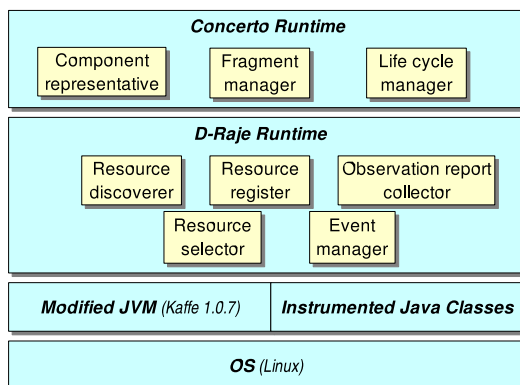 Concerto Runtime
Component
representative
Fragment
manager
Life cycle
manager
D-Raje Runtime
Resource
discoverer
Resource
register
Observation report
collector
Resource
selector
Event
manager
Modified JVM (Kaffe 1.0.7)
Instrumented Java Classes
OS (Linux)